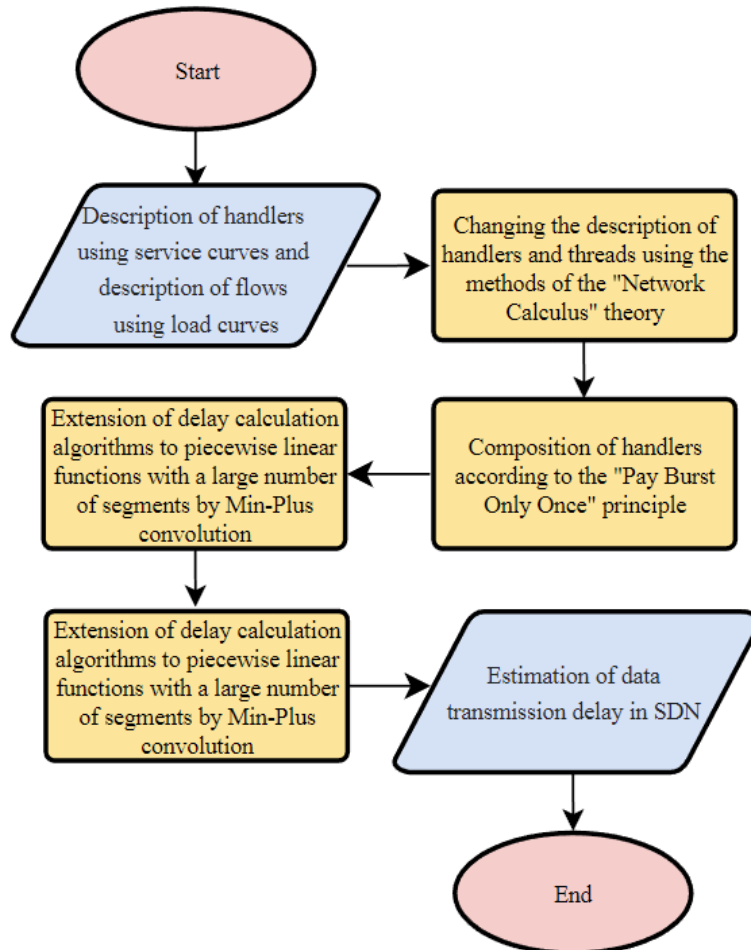 Start
Description of handlers
using service curves and
description of flows
using load curves
Changing the description of
handlers and threads using the
methods of the "Network
Calculus" theory
Composition of handlers
according to the "Pay Burst
Only Once" principle
Extension of delay calculation
algorithms to piecewise linear
functions with a large number
of segments by Min-Plus
convolution
Extension of delay calculation
algorithms to piecewise linear
functions with a large number
of segments by Min-Plus
convolution
Estimation of data
transmission delay in SDN
End